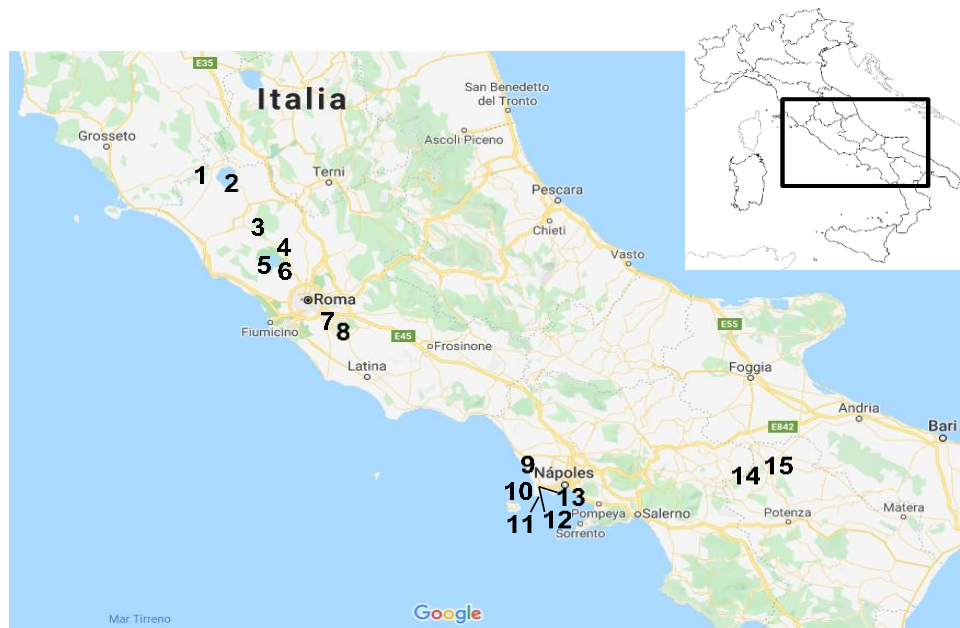 E35
Italia
San Benedetto
del Tronto
Grosseto
Ascoli Piceno
1
2
Terni
Pescara
3
Chieti
4
5
6
Vasto
Roma
7
8
Fiumicino
E45
Frosinone
E55
Latina
Foggia
Andria
E842
Bari
9
Nápoles
14
15
10
13
11
12
Pompeya
Salerno
Sorrento
Potenza
Matera
Mar Tirreno
Google